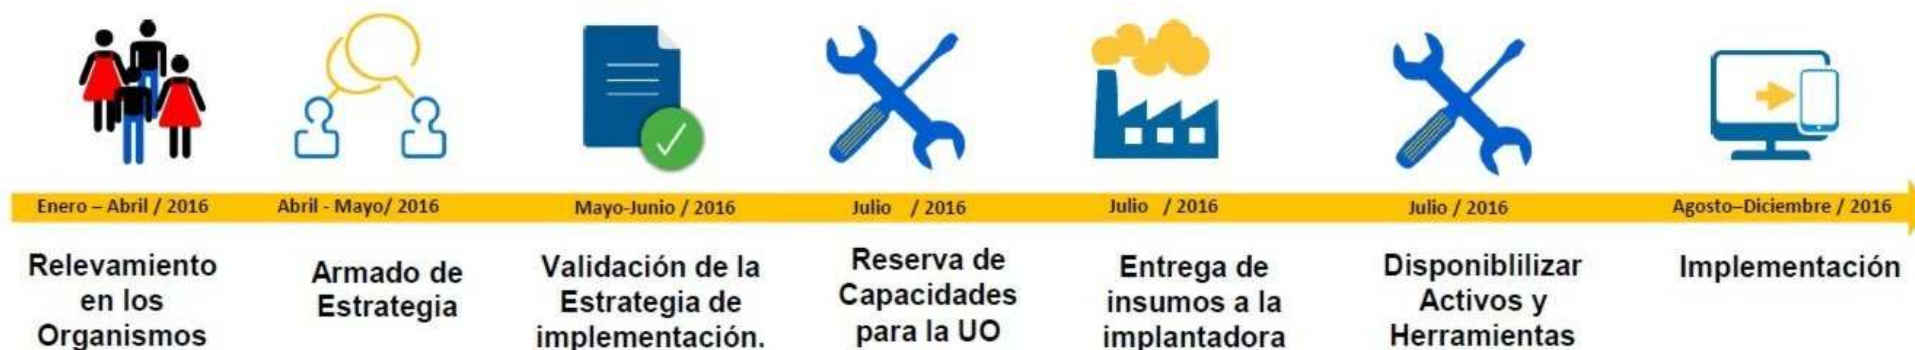 Enero – Abril / 2016
Abril - Mayo/ 2016
Mayo-Junio / 2016
Julio / 2016
Julio / 2016
Julio / 2016
Agosto–Diciembre / 2016
Relevamiento
en los
Organismos
Armado de
Estrategia
Validación de la
Estrategia de
implementación.
Reserva de
Capacidades
para la UO
Entrega de
insumos a la
implantadora
Disponiblilizar
Activos y
Herramientas
Implementación